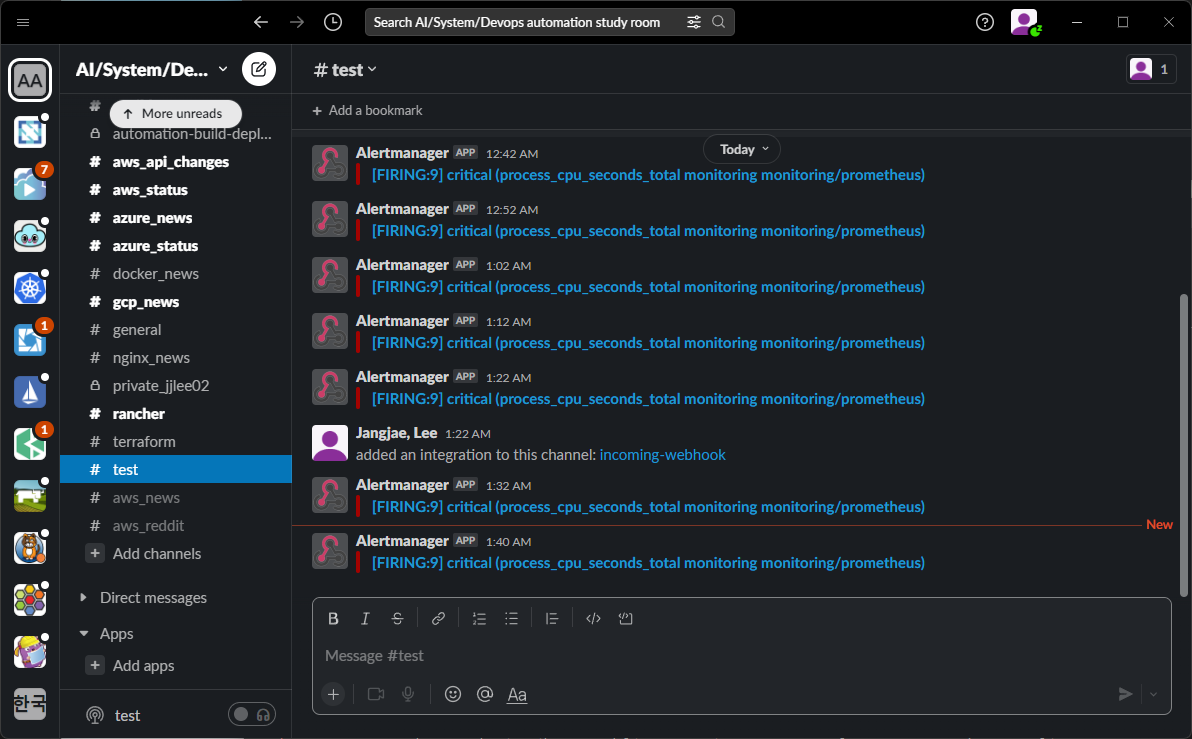 Search AI/System/Devops automation study room
AA
7
1
1
한국
AI/System/De...
More unreads
automation-build-depl...
# aws_api_changes
# aws_status
# azure_news
# azure_status
# docker_news
# gcp_news
# general
# nginx_news
private_jjlee02
# rancher
# terraform
# test
# aws_news
# aws_reddit
+ Add channels
Direct messages
Apps
+ Add apps
test
# test
1
+ Add a bookmark
Today
Alertmanager APP 12:42 AM
[FIRING:9] critical (process_cpu_seconds_total monitoring monitoring/prometheus)
Alertmanager APP 12:52 AM
[FIRING:9] critical (process_cpu_seconds_total monitoring monitoring/prometheus)
Alertmanager APP 1:02 AM
[FIRING:9] critical (process_cpu_seconds_total monitoring monitoring/prometheus)
Alertmanager APP 1:12 AM
[FIRING:9] critical (process_cpu_seconds_total monitoring monitoring/prometheus)
Alertmanager APP 1:22 AM
[FIRING:9] critical (process_cpu_seconds_total monitoring monitoring/prometheus)
Jangjae, Lee 1:22 AM
added an integration to this channel: incoming-webhook
Alertmanager APP 1:32 AM
[FIRING:9] critical (process_cpu_seconds_total monitoring monitoring/prometheus)
New
Alertmanager APP 1:40 AM
[FIRING:9] critical (process_cpu_seconds_total monitoring monitoring/prometheus)
B I S
Message #test
+ @ Aa